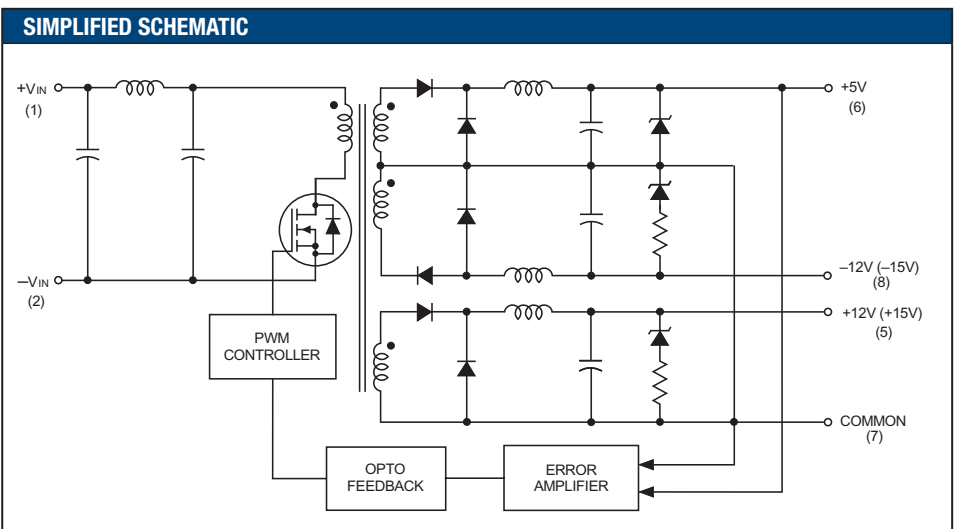 SIMPLIFIED SCHEMATIC
+VIN
(1)
–VIN
(2)
PWM
CONTROLLER
OPTO
FEEDBACK
ERROR
AMPLIFIER
+5V
(6)
–12V (–15V)
(8)
+12V (+15V)
(5)
COMMON
(7)